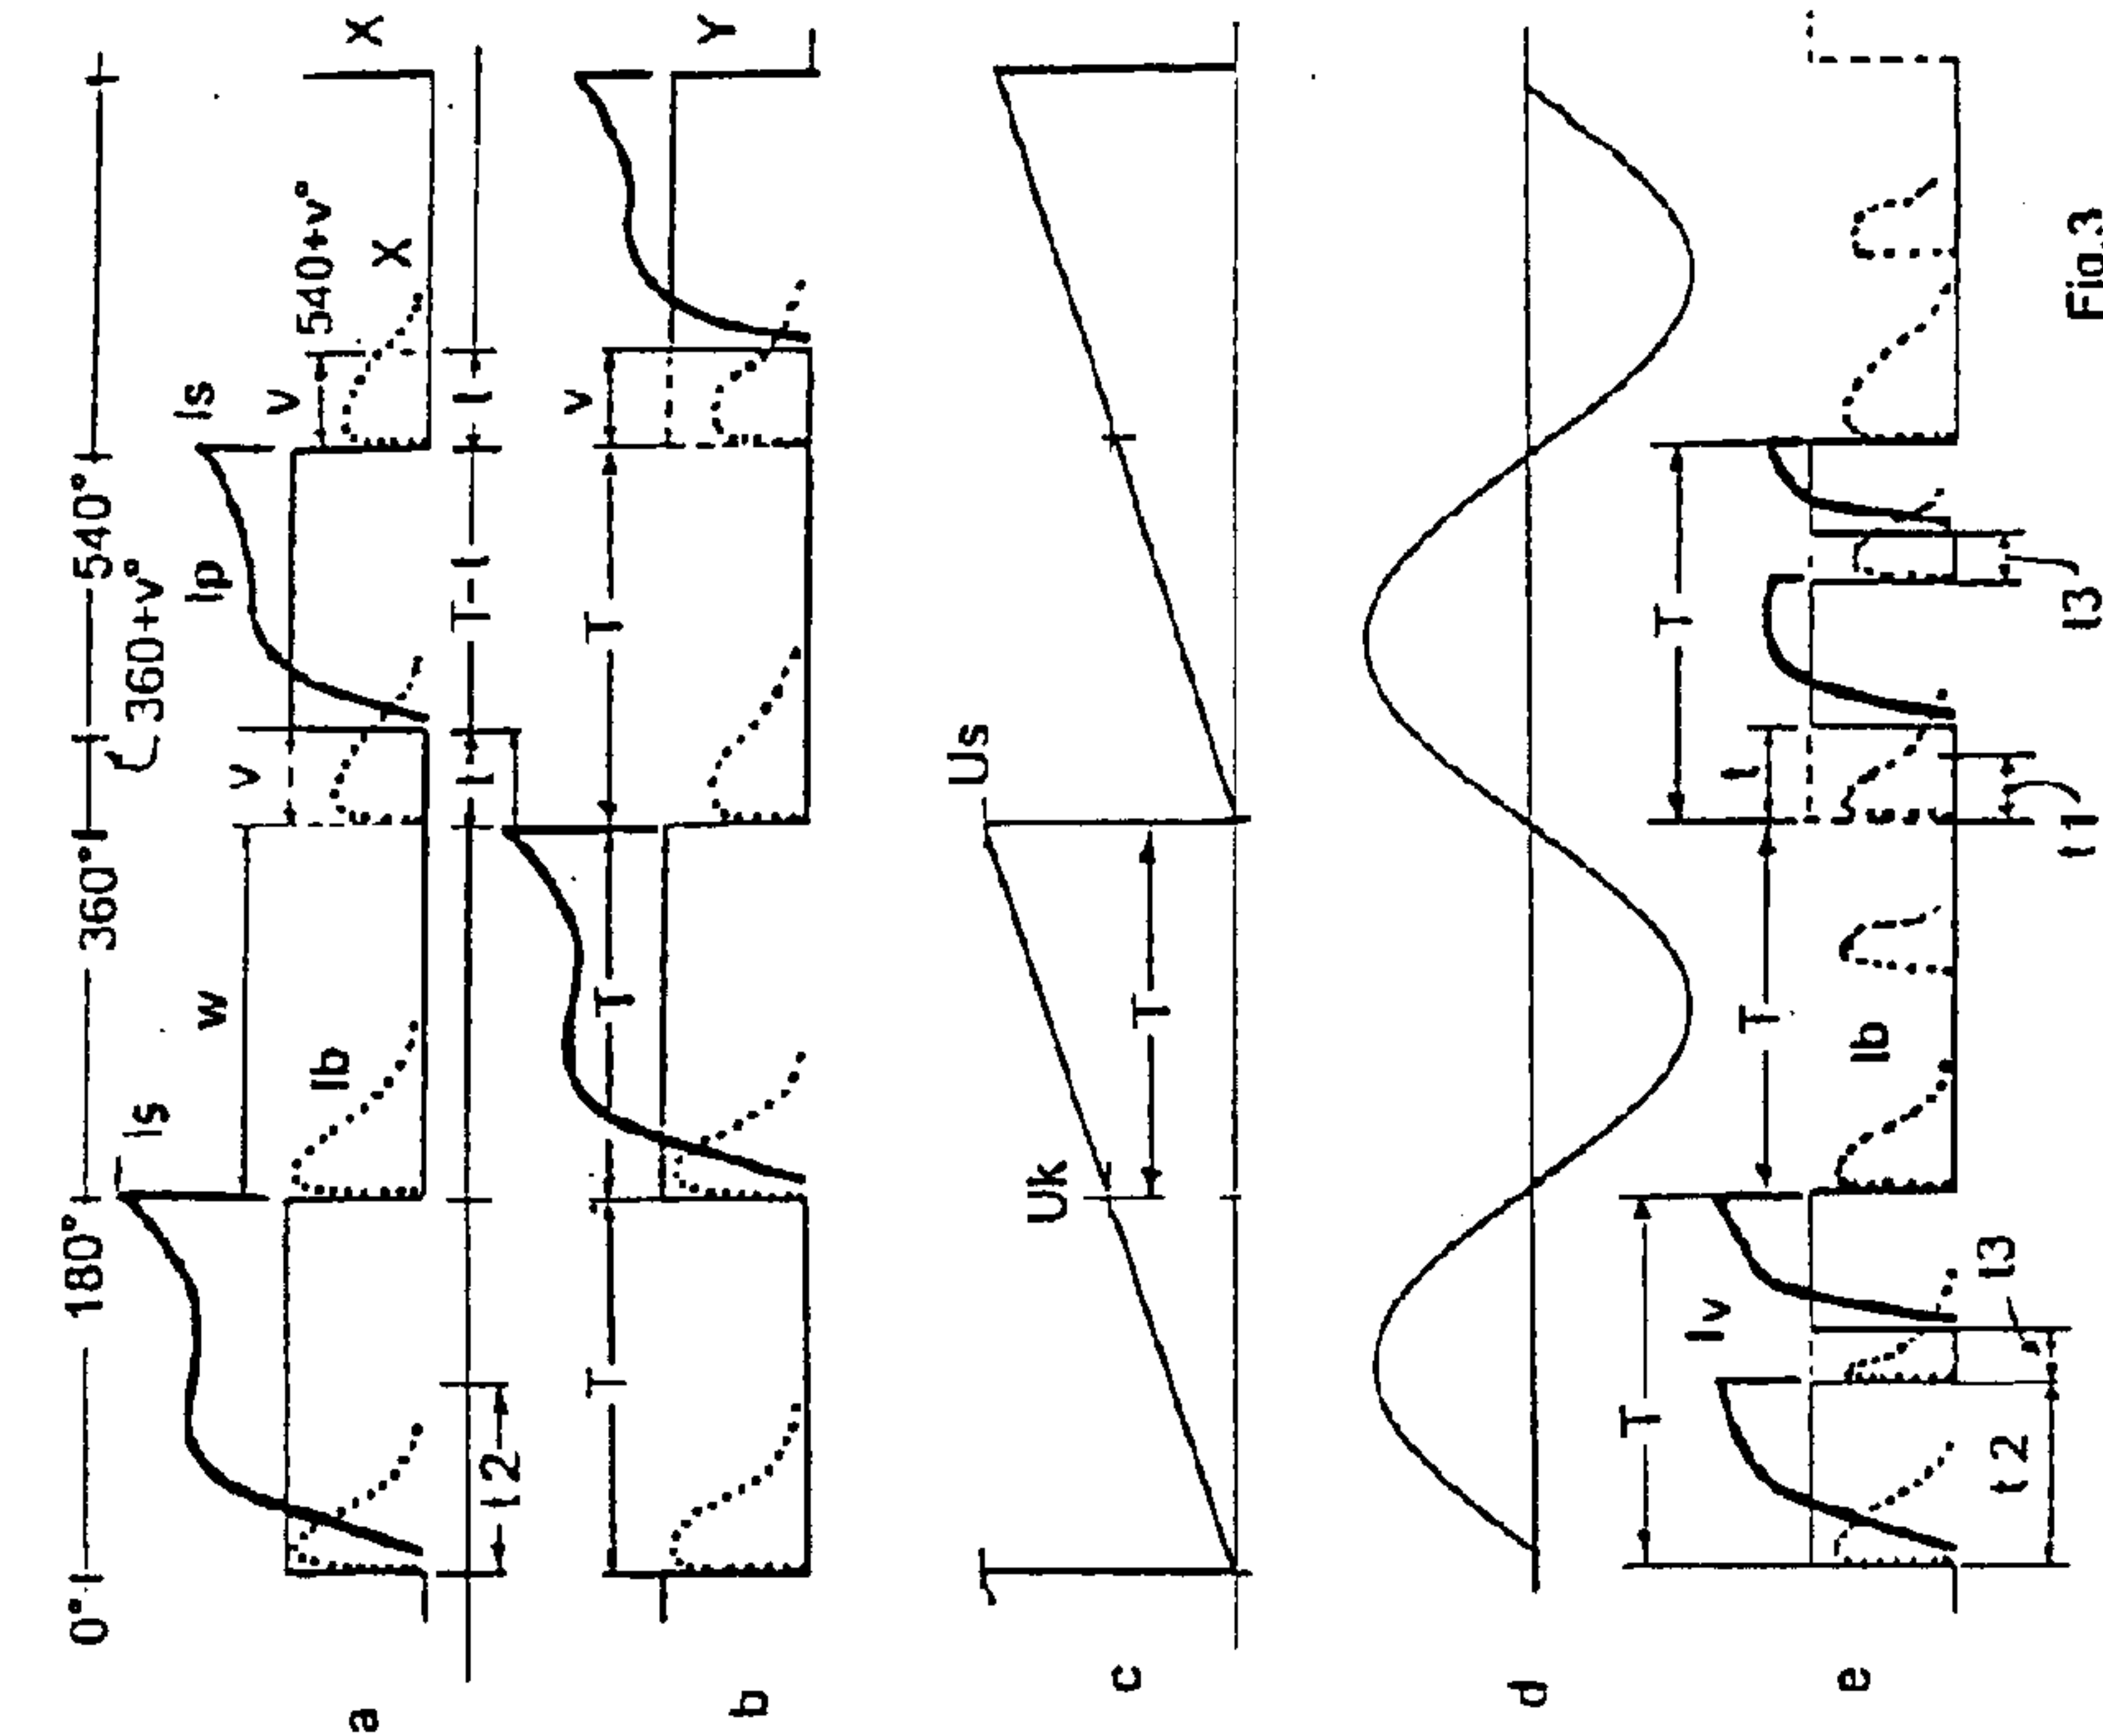 0° 180° 360° 540°
360+v°
Is Is
w v Ip v 540+v°
Ib X X
a
t T-t t
t2
T T T v
b Y
Us
Uk
T
c
d
T T T
Iv t
Ib
e
t2 t3
t1 t3
Fig.3